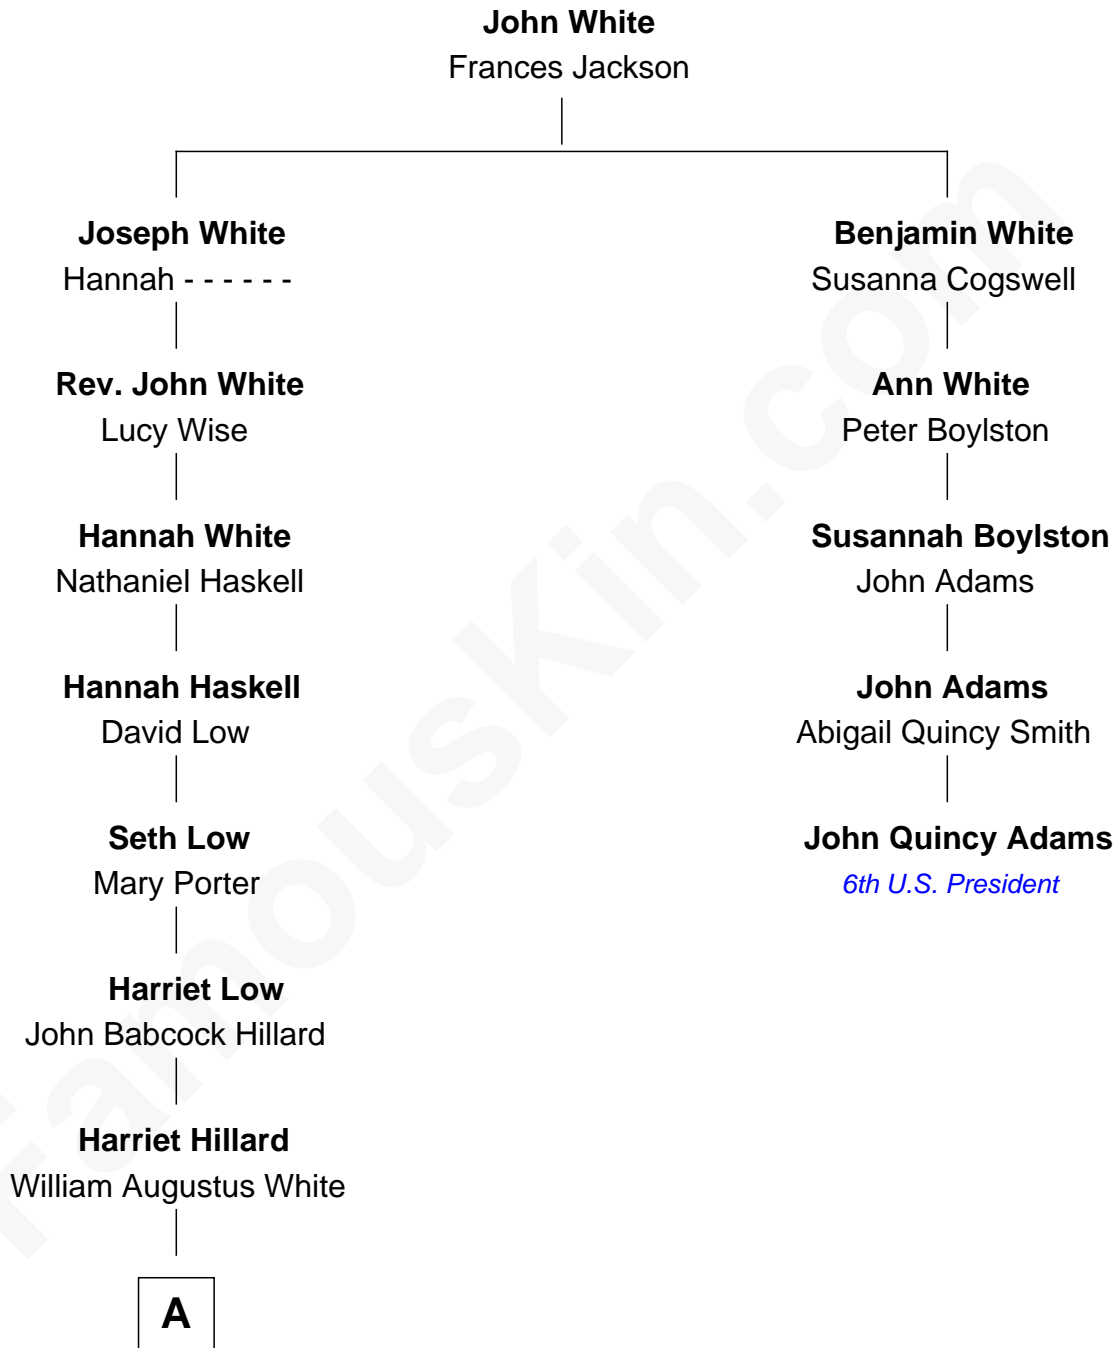 John White
Frances Jackson
Joseph White
Hannah - - - - - -
Benjamin White
Susanna Cogswell
Rev. John White
Lucy Wise
Ann White
Peter Boylston
Hannah White
Nathaniel Haskell
Susannah Boylston
John Adams
Hannah Haskell
David Low
John Adams
Abigail Quincy Smith
Seth Low
Mary Porter
John Quincy Adams
6th U.S. President
Harriet Low
John Babcock Hillard
Harriet Hillard
William Augustus White
A
FamousKin.com